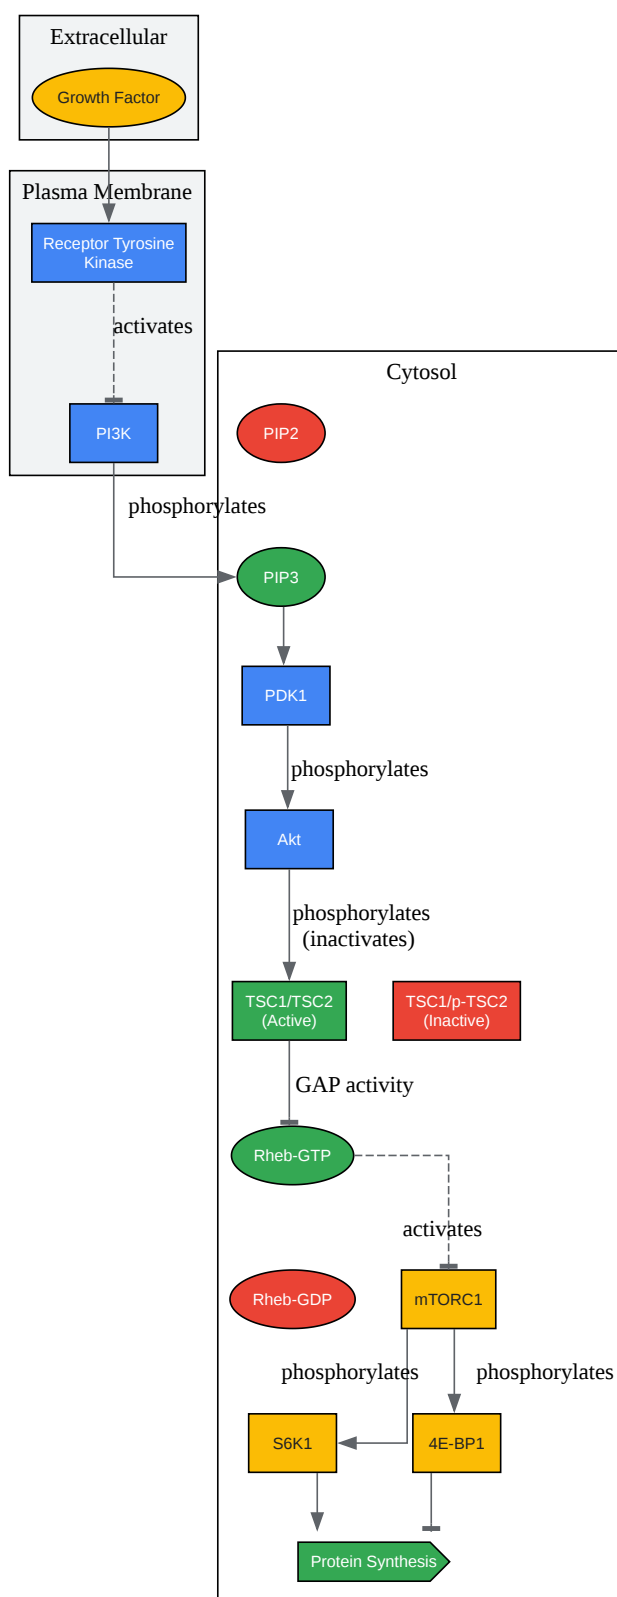 Extracellular
Growth Factor
Plasma Membrane
Receptor Tyrosine
Kinase
activates
Cytosol
PI3K
PIP2
phosphorylates
PIP3
PDK1
phosphorylates
Akt
phosphorylates
(inactivates)
TSC1/TSC2
(Active)
TSC1/p-TSC2
(Inactive)
GAP activity
Rheb-GTP
activates
Rheb-GDP
mTORC1
phosphorylates
phosphorylates
S6K1
4E-BP1
Protein Synthesis